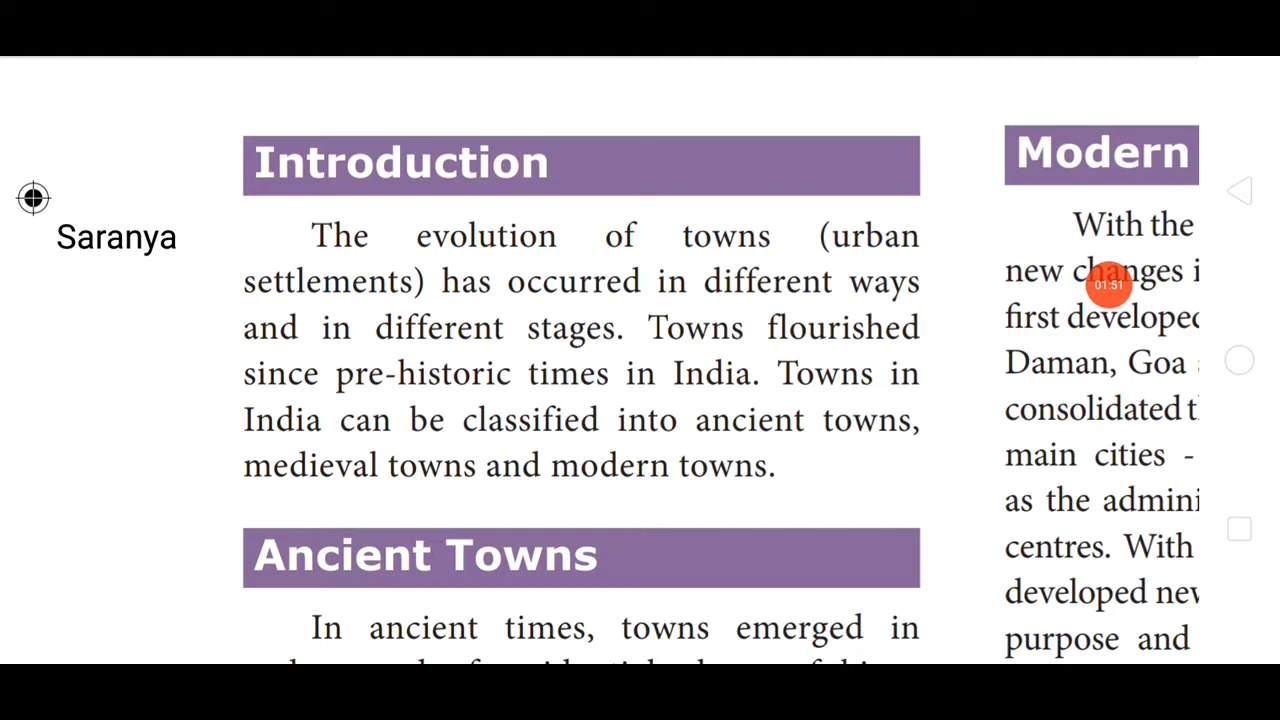 Saranya
Introduction
The evolution of towns (urban
settlements) has occurred in different ways
and in different stages. Towns flourished
since pre-historic times in India. Towns in
India can be classified into ancient towns,
medieval towns and modern towns.
Ancient Towns
In ancient times, towns emerged in
Modern
With the
new changes i
first developed
Daman, Goa
consolidated t
main cities -
as the admini
centres. With
developed new
purpose and
01:51